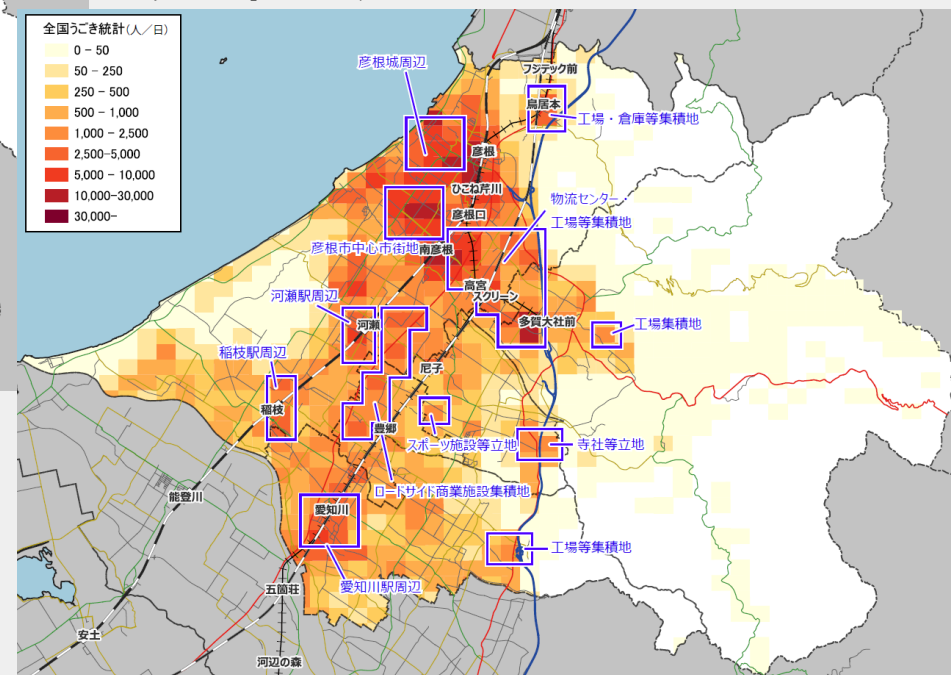 全国うごき統計(人/日)
0 - 50
50 - 250
250 - 500
500 - 1,000
1,000 - 2,500
2,500-5,000
5,000 - 10,000
10,000-30,000
30,000-
彦根城周辺
フジテック前
鳥居本
工場・倉庫等集積地
彦根
ひこね芹川
物流センター
工場等集積地
彦根口
彦根市中心市街地
南彦根
高宮
スクリーン
河瀬駅周辺
河瀬
多賀大社前
工場集積地
稲枝駅周辺
尼子
稲枝
豊郷
スポーツ施設等立地
寺社等立地
ロードサイド商業施設集積地
能登川
愛知川
工場等集積地
愛知川駅周辺
五箇荘
安土
河辺の森